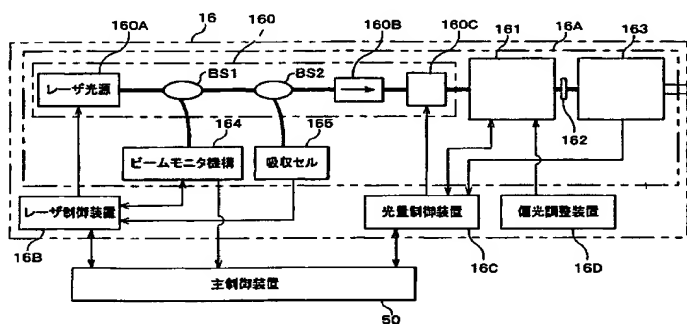 160A
16
160
160B
160C
161
16A
163
レーザ光源
BS1
BS2
162
164
165
ビームモニタ機構
吸収セル
レーザ制御装置
光量制御装置
偏光調整装置
16B
16C
16D
主制御装置
50